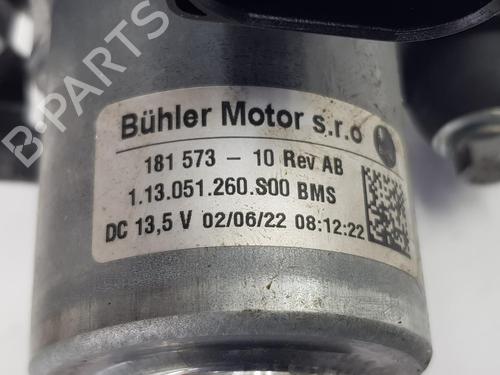 Bühler Motor s.r.o
181 573 - 10 Rev AB
1.13.051.260.S00 BMS
DC 13,5 V 02/06/22 08:12:22
B-PARTS